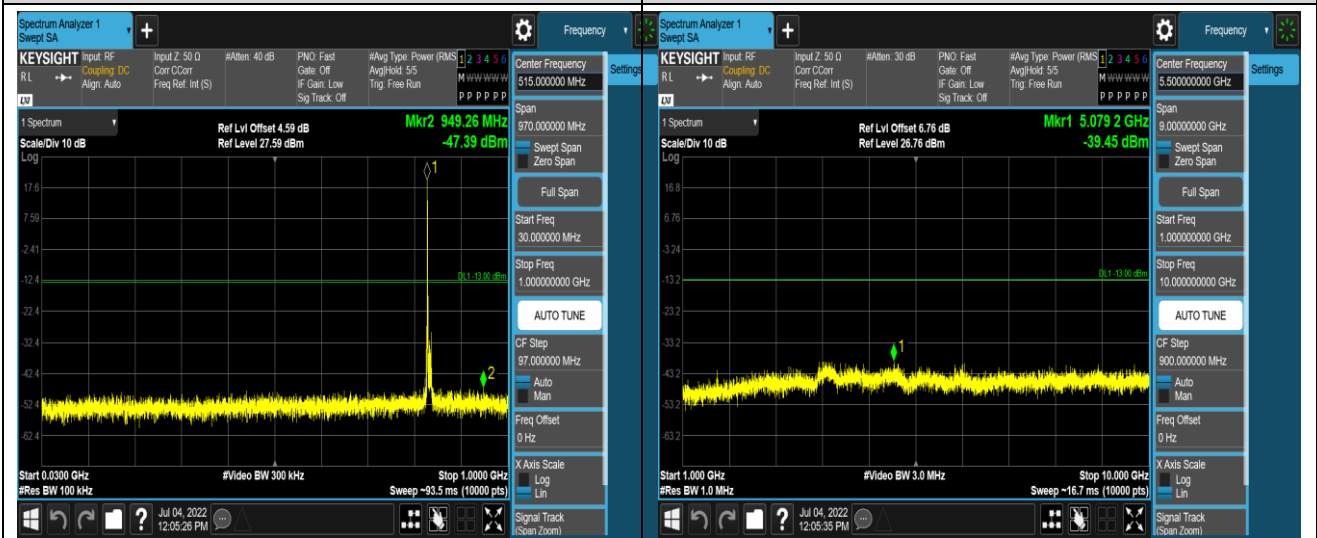 Spectrum Analyzer 1
Swept SA
+
Frequency
KEYSIGHT
RL
LXI
Input: RF
Coupling: DC
Align: Auto
Input Z: 50 Ω
Corr CCorr
Freq Ref: Int (S)
#Atten: 40 dB
PNO: Fast
Gate: Off
IF Gain: Low
Sig Track: Off
#Avg Type: Power (RMS
Avg|Hold: 5/5
Trig: Free Run
1 2 3 4 5 6
M W W W W W
P P P P P P
1 Spectrum
Scale/Div 10 dB
Log
Ref Lvl Offset 4.59 dB
Ref Level 27.59 dBm
Mkr2 949.26 MHz
-47.39 dBm
17.6
7.59
-2.41
-12.4
-22.4
-32.4
-42.4
-52.4
-62.4
1
DL1 -13.00 dBm
2
Start 0.0300 GHz
#Res BW 100 kHz
#Video BW 300 kHz
Stop 1.0000 GHz
Sweep ~93.5 ms (10000 pts)
?
Jul 04, 2022
12:05:26 PM
Center Frequency
515.000000 MHz
Settings
Span
970.000000 MHz
Swept Span
Zero Span
Full Span
Start Freq
30.000000 MHz
Stop Freq
1.000000000 GHz
AUTO TUNE
CF Step
97.000000 MHz
Auto
Man
Freq Offset
0 Hz
X Axis Scale
Log
Lin
Signal Track
(Span Zoom)
Spectrum Analyzer 1
Swept SA
+
Frequency
KEYSIGHT
RL
LXI
Input: RF
Coupling: DC
Align: Auto
Input Z: 50 Ω
Corr CCorr
Freq Ref: Int (S)
#Atten: 30 dB
PNO: Fast
Gate: Off
IF Gain: Low
Sig Track: Off
#Avg Type: Power (RMS
Avg|Hold: 5/5
Trig: Free Run
1 2 3 4 5 6
M W W W W W
P P P P P P
1 Spectrum
Scale/Div 10 dB
Log
Ref Lvl Offset 6.76 dB
Ref Level 26.76 dBm
Mkr1 5.079 2 GHz
-39.45 dBm
16.8
6.76
-3.24
-13.2
-23.2
-33.2
-43.2
-53.2
-63.2
DL1 -13.00 dBm
1
Start 1.000 GHz
#Res BW 1.0 MHz
#Video BW 3.0 MHz
Stop 10.000 GHz
Sweep ~16.7 ms (10000 pts)
?
Jul 04, 2022
12:05:35 PM
Center Frequency
5.500000000 GHz
Settings
Span
9.00000000 GHz
Swept Span
Zero Span
Full Span
Start Freq
1.000000000 GHz
Stop Freq
10.00000000 GHz
AUTO TUNE
CF Step
900.000000 MHz
Auto
Man
Freq Offset
0 Hz
X Axis Scale
Log
Lin
Signal Track
(Span Zoom)